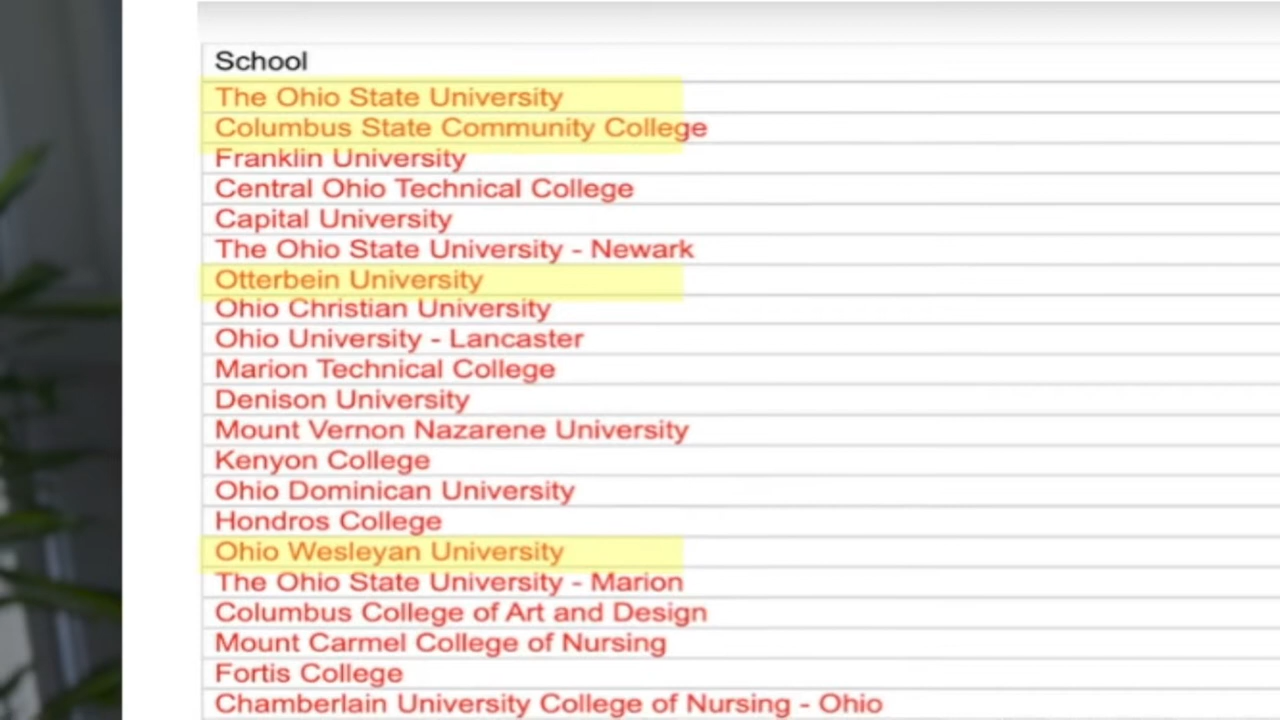 School
The Ohio State University
Columbus State Community College
Franklin University
Central Ohio Technical College
Capital University
The Ohio State University - Newark
Otterbein University
Ohio Christian University
Ohio University - Lancaster
Marion Technical College
Denison University
Mount Vernon Nazarene University
Kenyon College
Ohio Dominican University
Hondros College
Ohio Wesleyan University
The Ohio State University - Marion
Columbus College of Art and Design
Mount Carmel College of Nursing
Fortis College
Chamberlain University College of Nursing - Ohio